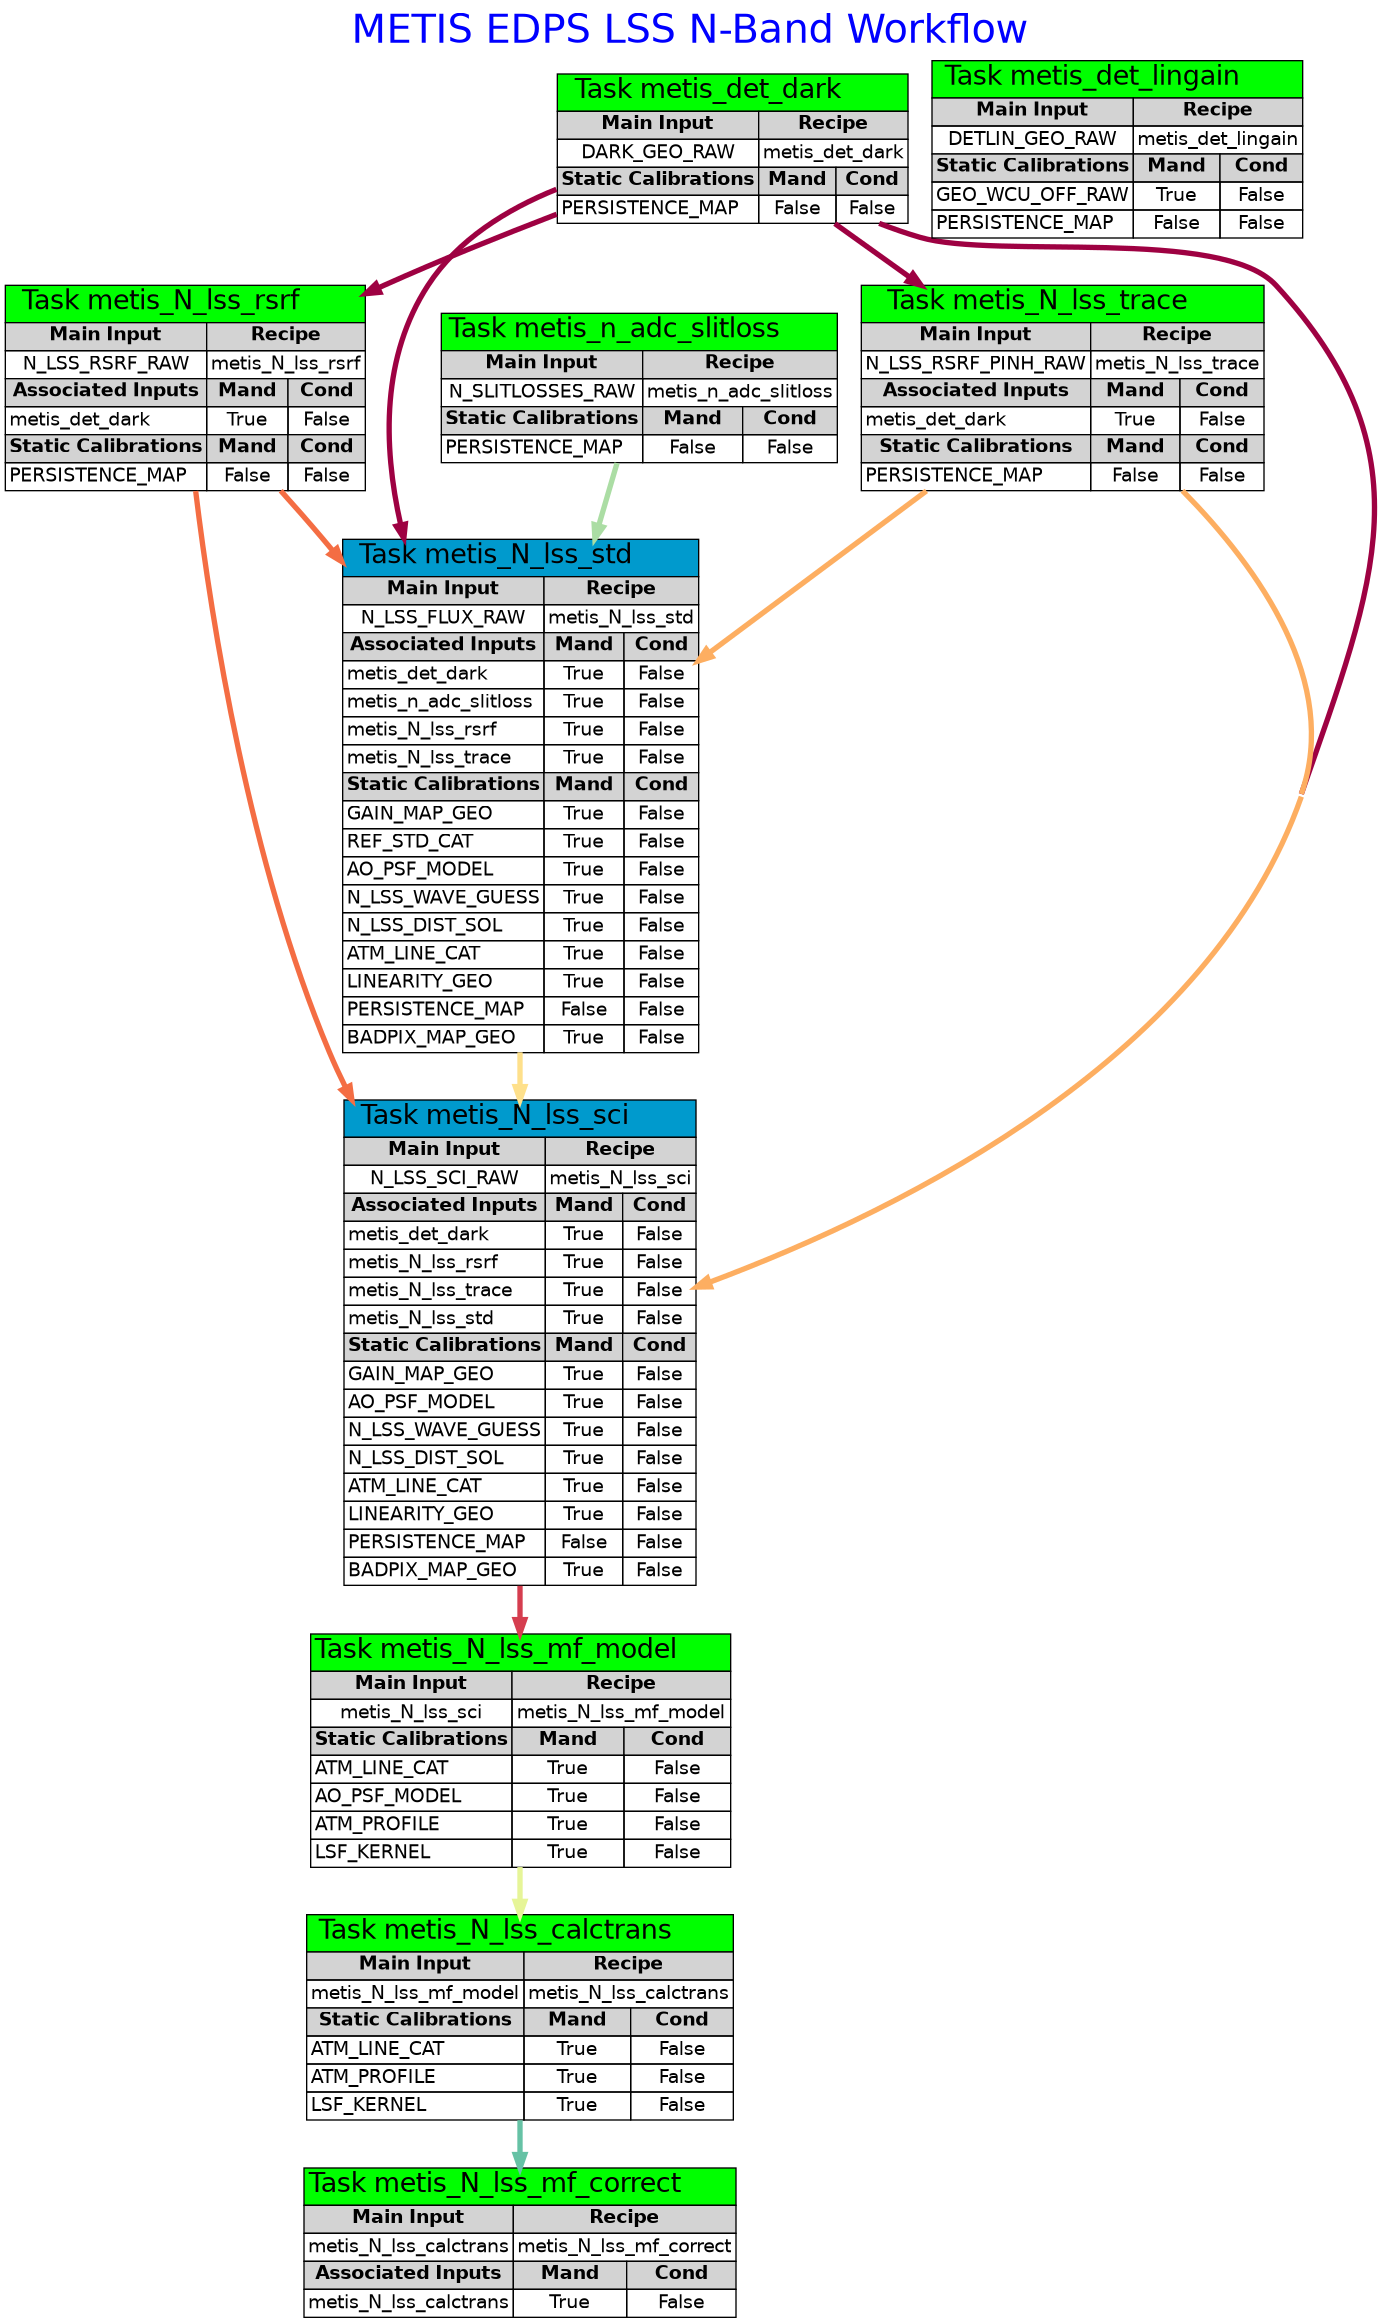 METIS EDPS LSS N-Band Workflow
Task metis_det_dark
Main Input Recipe
DARK_GEO_RAW metis_det_dark
Static Calibrations Mand Cond
PERSISTENCE_MAP False False
Task metis_det_lingain
Main Input Recipe
DETLIN_GEO_RAW metis_det_lingain
Static Calibrations Mand Cond
GEO_WCU_OFF_RAW True False
PERSISTENCE_MAP False False
Task metis_N_lss_rsrf
Main Input Recipe
N_LSS_RSRF_RAW metis_N_lss_rsrf
Associated Inputs Mand Cond
metis_det_dark True False
Static Calibrations Mand Cond
PERSISTENCE_MAP False False
Task metis_n_adc_slitloss
Main Input Recipe
N_SLITLOSSES_RAW metis_n_adc_slitloss
Static Calibrations Mand Cond
PERSISTENCE_MAP False False
Task metis_N_lss_trace
Main Input Recipe
N_LSS_RSRF_PINH_RAW metis_N_lss_trace
Associated Inputs Mand Cond
metis_det_dark True False
Static Calibrations Mand Cond
PERSISTENCE_MAP False False
Task metis_N_lss_std
Main Input Recipe
N_LSS_FLUX_RAW metis_N_lss_std
Associated Inputs Mand Cond
metis_det_dark True False
metis_n_adc_slitloss True False
metis_N_lss_rsrf True False
metis_N_lss_trace True False
Static Calibrations Mand Cond
GAIN_MAP_GEO True False
REF_STD_CAT True False
AO_PSF_MODEL True False
N_LSS_WAVE_GUESS True False
N_LSS_DIST_SOL True False
ATM_LINE_CAT True False
LINEARITY_GEO True False
PERSISTENCE_MAP False False
BADPIX_MAP_GEO True False
Task metis_N_lss_sci
Main Input Recipe
N_LSS_SCI_RAW metis_N_lss_sci
Associated Inputs Mand Cond
metis_det_dark True False
metis_N_lss_rsrf True False
metis_N_lss_trace True False
metis_N_lss_std True False
Static Calibrations Mand Cond
GAIN_MAP_GEO True False
AO_PSF_MODEL True False
N_LSS_WAVE_GUESS True False
N_LSS_DIST_SOL True False
ATM_LINE_CAT True False
LINEARITY_GEO True False
PERSISTENCE_MAP False False
BADPIX_MAP_GEO True False
Task metis_N_lss_mf_model
Main Input Recipe
metis_N_lss_sci metis_N_lss_mf_model
Static Calibrations Mand Cond
ATM_LINE_CAT True False
AO_PSF_MODEL True False
ATM_PROFILE True False
LSF_KERNEL True False
Task metis_N_lss_calctrans
Main Input Recipe
metis_N_lss_mf_model metis_N_lss_calctrans
Static Calibrations Mand Cond
ATM_LINE_CAT True False
ATM_PROFILE True False
LSF_KERNEL True False
Task metis_N_lss_mf_correct
Main Input Recipe
metis_N_lss_calctrans metis_N_lss_mf_correct
Associated Inputs Mand Cond
metis_N_lss_calctrans True False